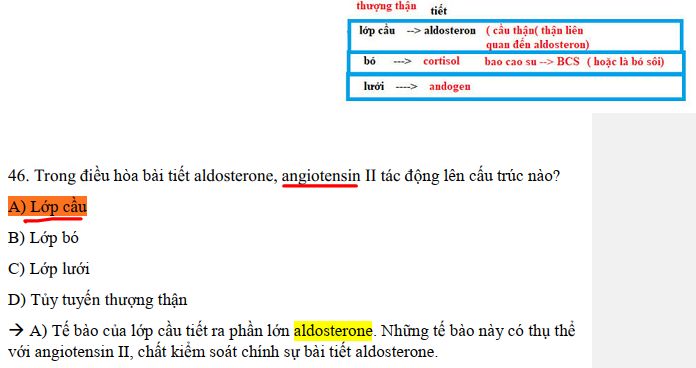 thượng thận tiết
lớp cầu --> aldosteron ( cầu thận( thận liên
quan đến aldosteron)
bó ---> cortisol bao cao su --> BCS ( hoặc là bó sôi)
lưới ----> andogen
46. Trong điều hòa bài tiết aldosterone, angiotensin II tác động lên cấu trúc nào?
A) Lớp cầu
B) Lớp bó
C) Lớp lưới
D) Tủy tuyến thượng thận
→ A) Tế bào của lớp cầu tiết ra phần lớn aldosterone. Những tế bào này có thụ thể
với angiotensin II, chất kiểm soát chính sự bài tiết aldosterone.